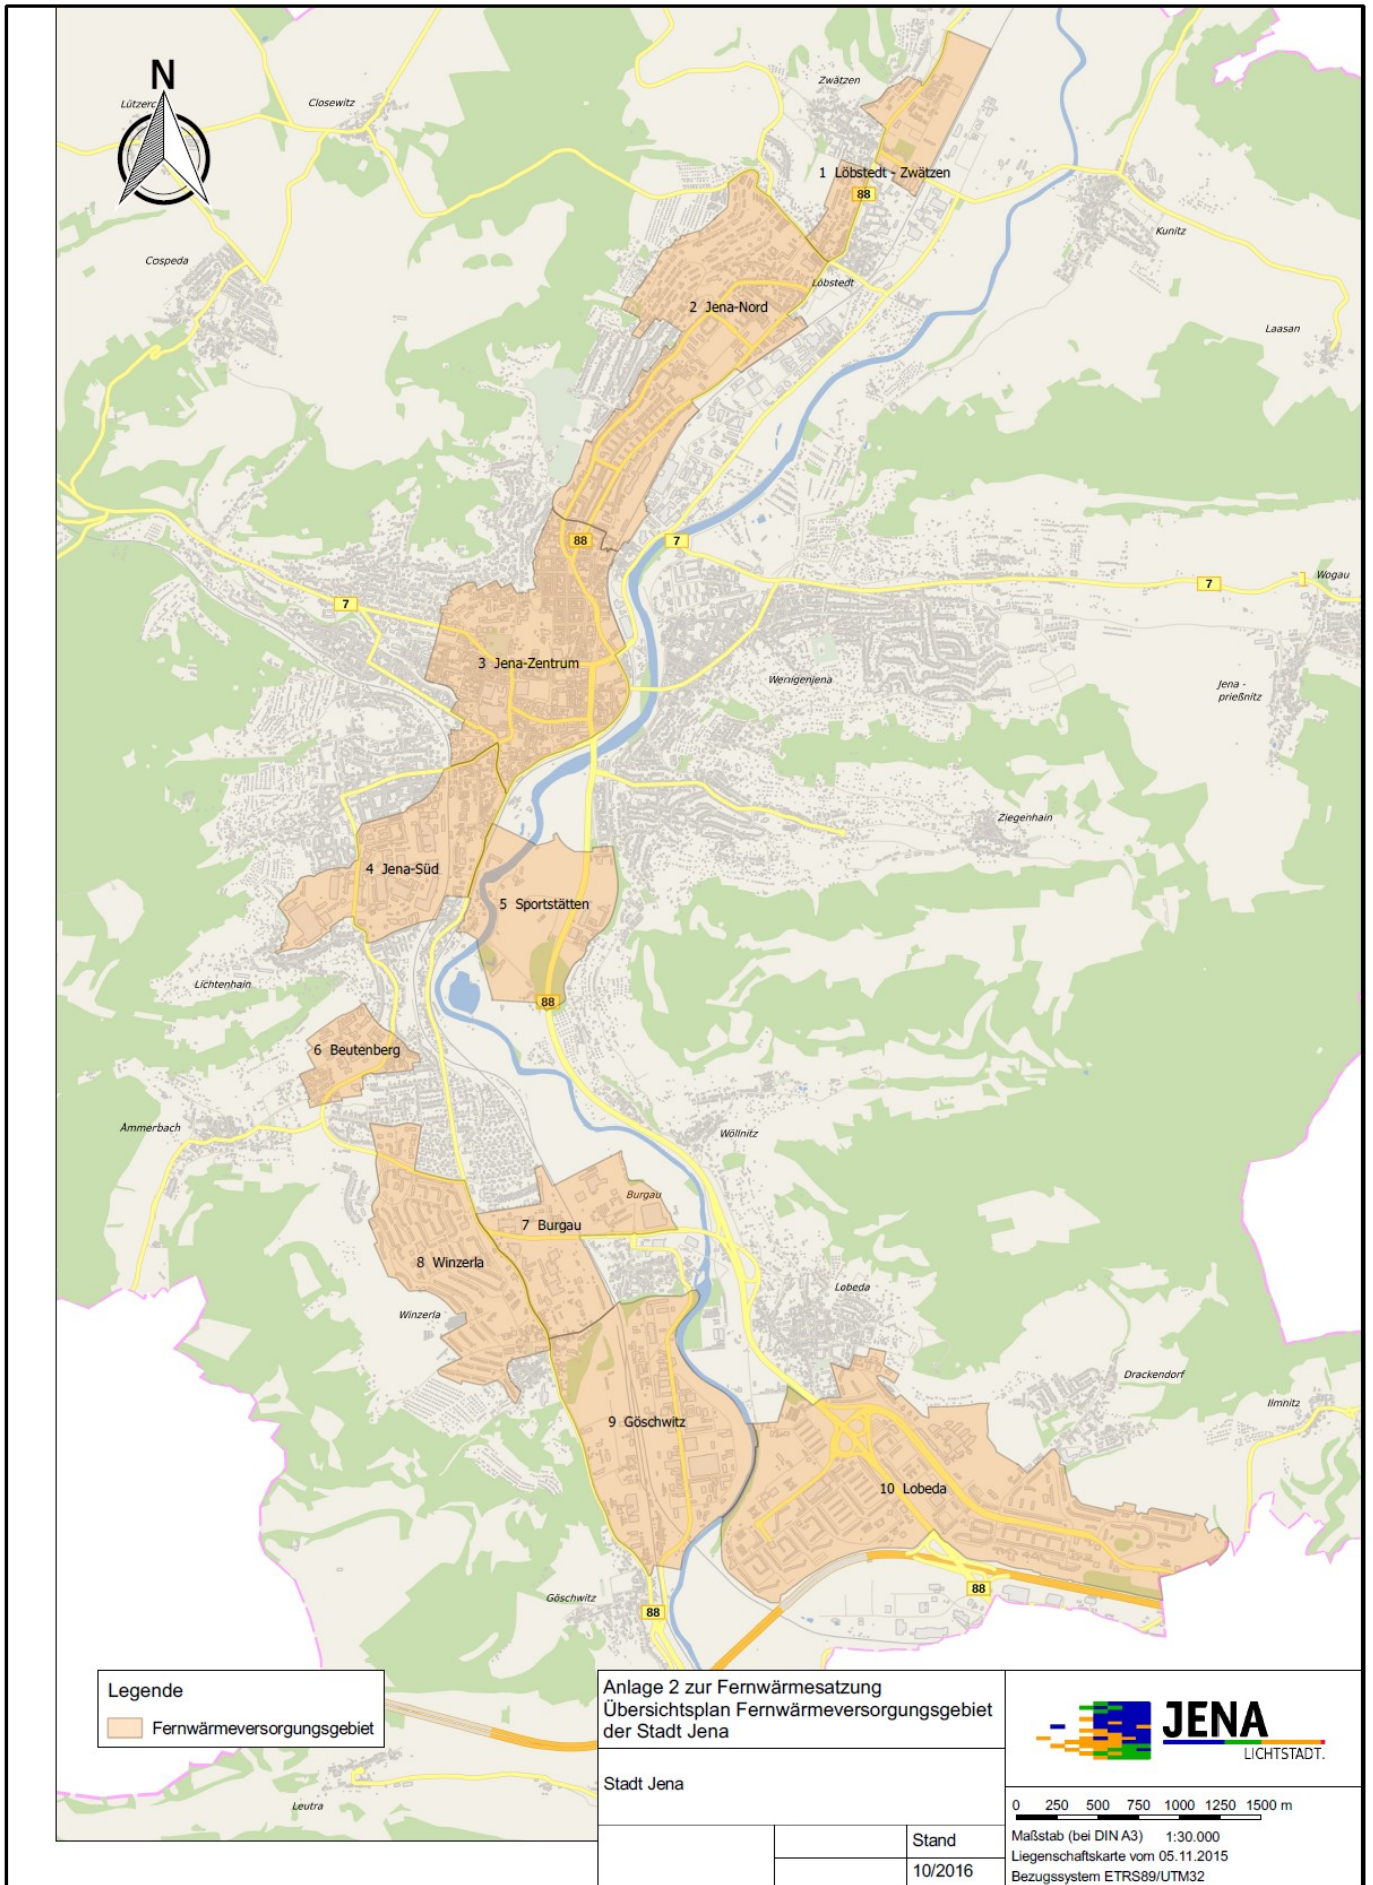 N
Zwätzen
Closewitz
1 Löbstedt - Zwätzen
88
Kunitz
Cospeda
Löbstedt
2 Jena-Nord
Laasan
88
7
Wogau
7
7
3 Jena-Zentrum
Wenigenjena
Jena -
prießnitz
Ziegenhain
4 Jena-Süd
5 Sportstätten
Lichtenhain
88
6 Beutenberg
Ammerbach
Wöllnitz
Burgau
7 Burgau
8 Winzerla
Lobeda
Winzerla
Drackendorf
Ilmnitz
9 Göschwitz
10 Lobeda
88
Göschwitz
88
Legende
Fernwärmeversorgungsgebiet
Leutra
Anlage 2 zur Fernwärmesatzung
Übersichtsplan Fernwärmeversorgungsgebiet
der Stadt Jena
Stadt Jena
Stand
10/2016
JENA
LICHTSTADT.
0 250 500 750 1000 1250 1500 m
Maßstab (bei DIN A3) 1:30.000
Liegenschaftskarte vom 05.11.2015
Bezugssystem ETRS89/UTM32